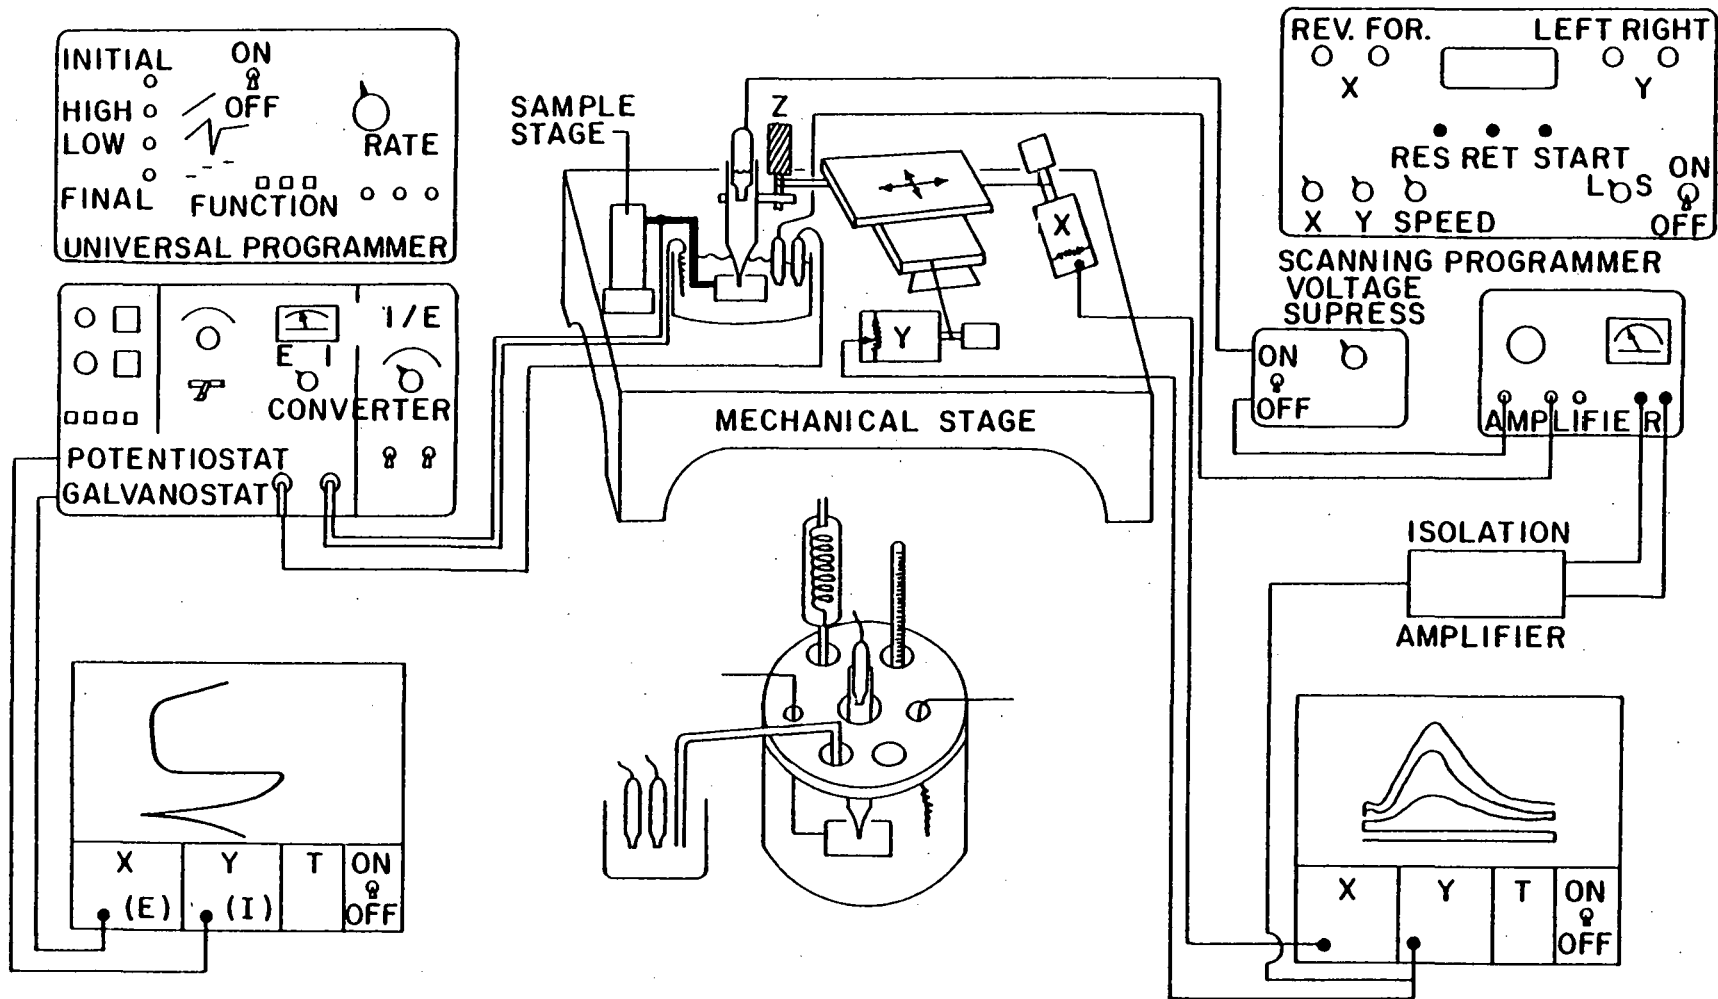 INITIAL
ON
HIGH
OFF
LOW
RATE
FINAL
FUNCTION
UNIVERSAL PROGRAMMER
I/E
E I
CONVERTER
POTENTIOSTAT
GALVANOSTAT
X Y T ON
(E) (I) OFF
SAMPLE
STAGE
Z
X
Y
MECHANICAL STAGE
REV. FOR. LEFT RIGHT
X Y
RES RET START
ON
L S
X Y SPEED OFF
SCANNING PROGRAMMER
VOLTAGE
SUPRESS
ON
OFF
AMPLIFIER
ISOLATION
AMPLIFIER
X Y T ON
OFF